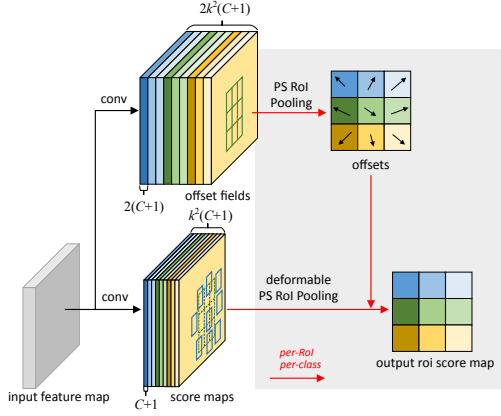 2k²(C+1)
conv
PS RoI
Pooling
offsets
2(C+1)
offset fields
k²(C+1)
deformable
PS RoI Pooling
conv
input feature map
C+1
score maps
per-RoI
per-class
output roi score map